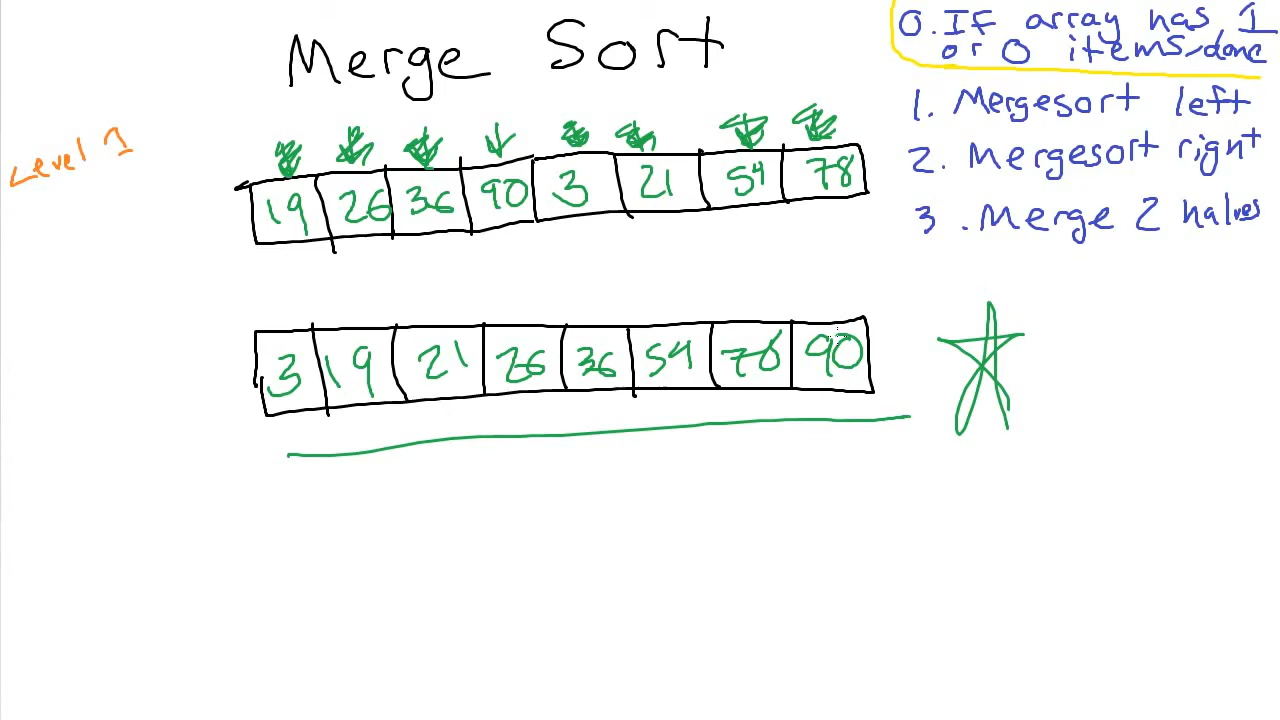 Merge Sort
0. If array has 1
or 0 items, done
1. Mergesort left
2. Mergesort right
3. Merge 2 halves
Level 1
19 26 36 90 3 21 54 78
3 19 21 26 36 54 78 90